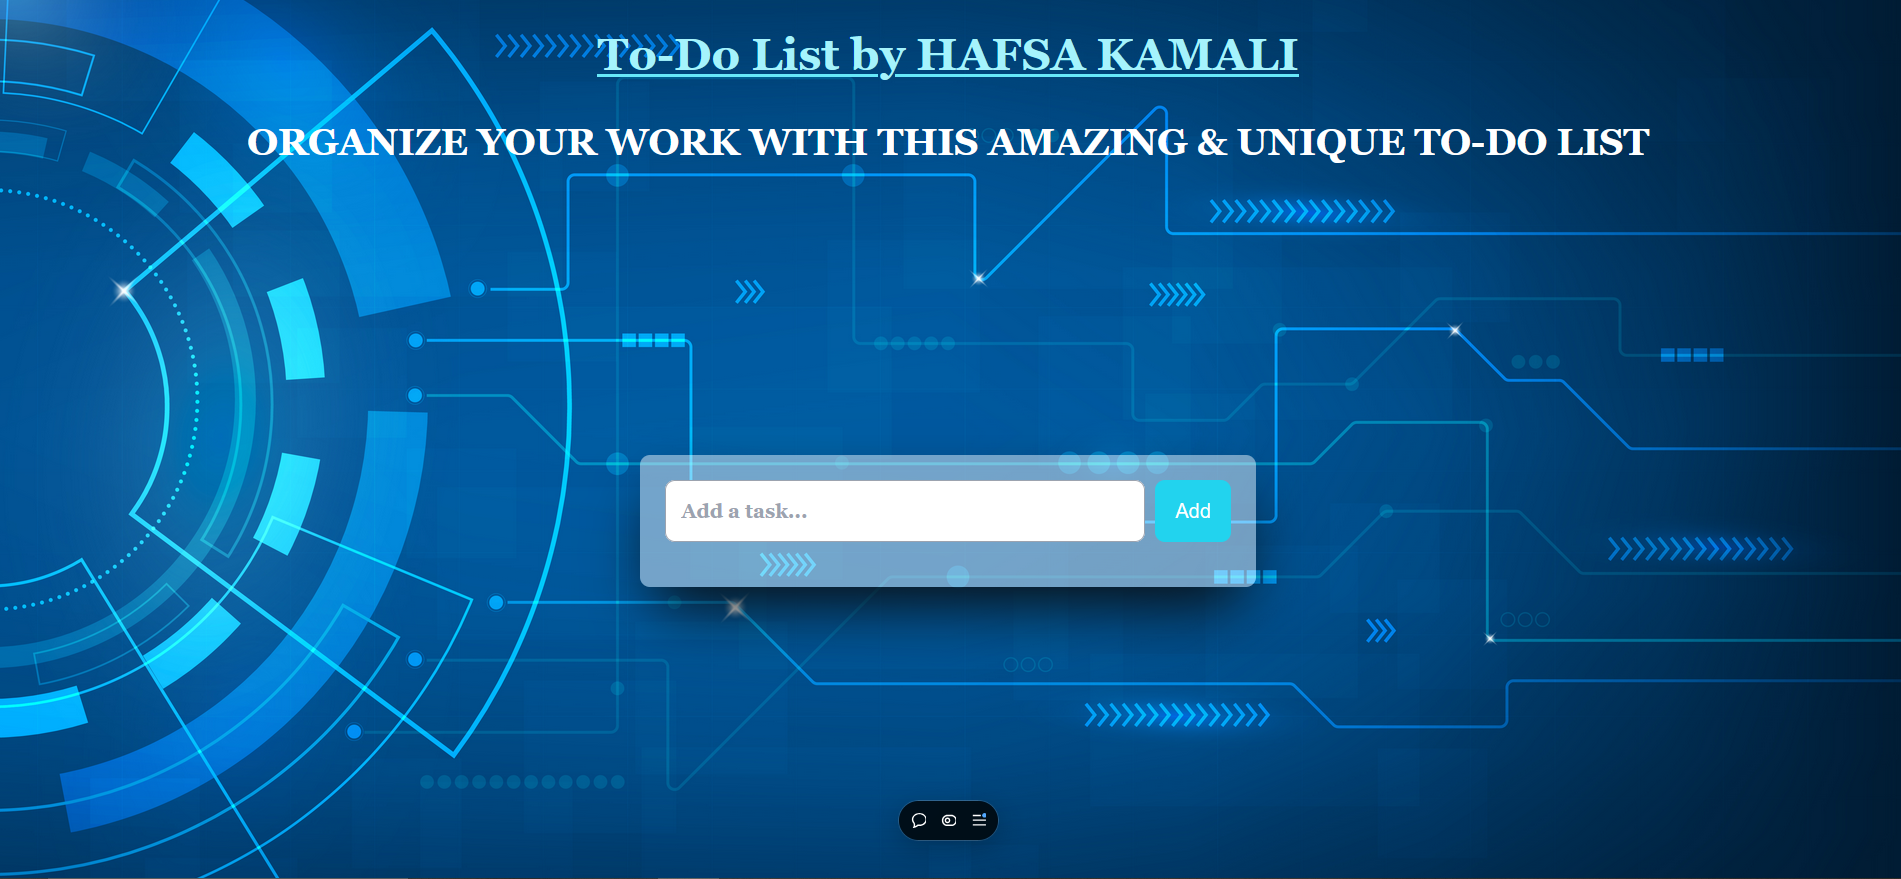 To-Do List by HAFSA KAMALI
ORGANIZE YOUR WORK WITH THIS AMAZING & UNIQUE TO-DO LIST
Add a task...
Add